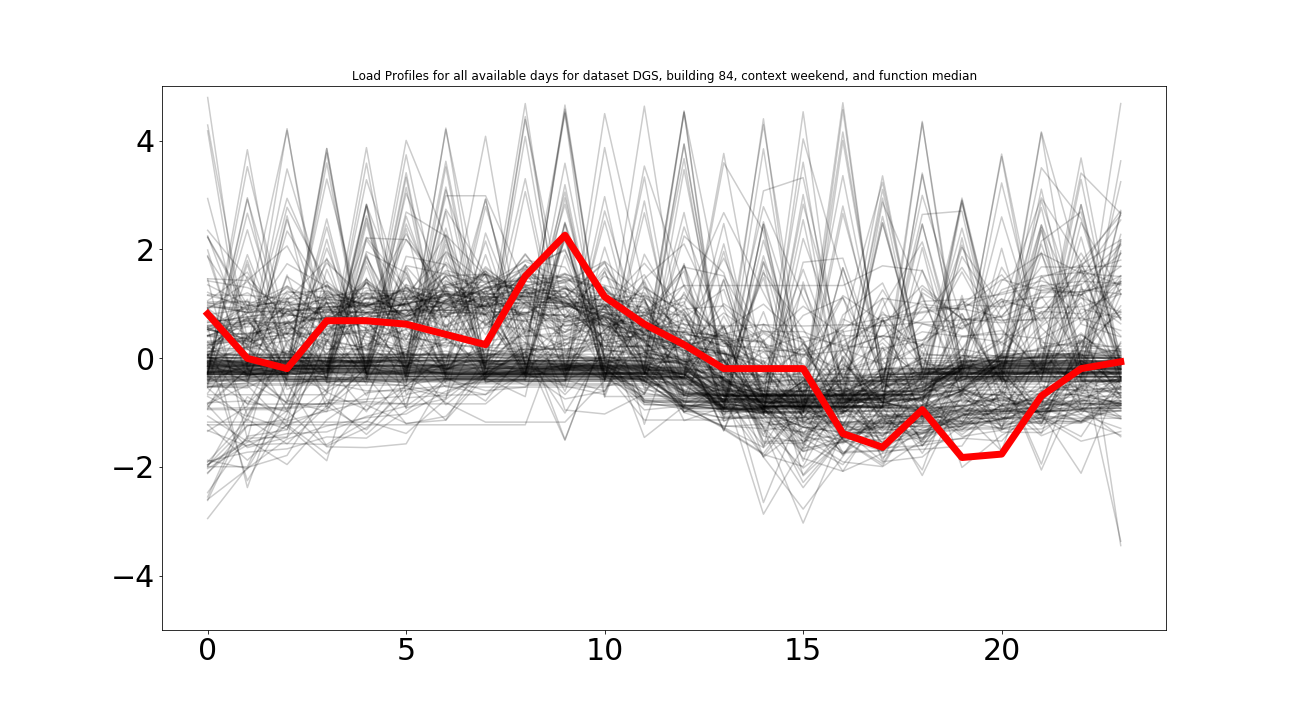 Load Profiles for all available days for dataset DGS, building 84, context weekend, and function median
4
2
0
−2
−4
0 5 10 15 20